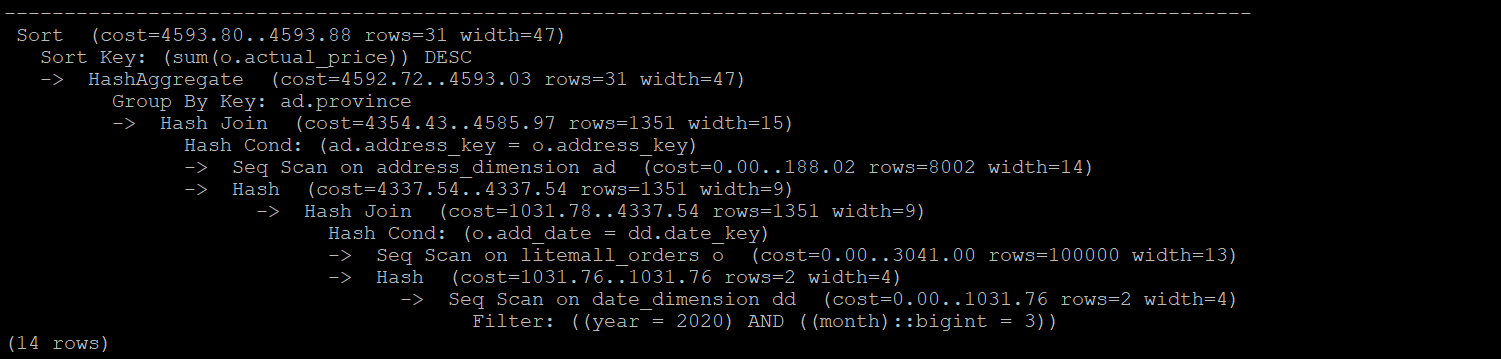 ----------------------------------------------------------------------------------------------------------
 Sort  (cost=4593.80..4593.88 rows=31 width=47)
   Sort Key: (sum(o.actual_price)) DESC
   ->  HashAggregate  (cost=4592.72..4593.03 rows=31 width=47)
         Group By Key: ad.province
         ->  Hash Join  (cost=4354.43..4585.97 rows=1351 width=15)
               Hash Cond: (ad.address_key = o.address_key)
               ->  Seq Scan on address_dimension ad  (cost=0.00..188.02 rows=8002 width=14)
               ->  Hash  (cost=4337.54..4337.54 rows=1351 width=9)
                     ->  Hash Join  (cost=1031.78..4337.54 rows=1351 width=9)
                           Hash Cond: (o.add_date = dd.date_key)
                           ->  Seq Scan on litemall_orders o  (cost=0.00..3041.00 rows=100000 width=13)
                           ->  Hash  (cost=1031.76..1031.76 rows=2 width=4)
                                 ->  Seq Scan on date_dimension dd  (cost=0.00..1031.76 rows=2 width=4)
                                       Filter: ((year = 2020) AND ((month)::bigint = 3))
(14 rows)